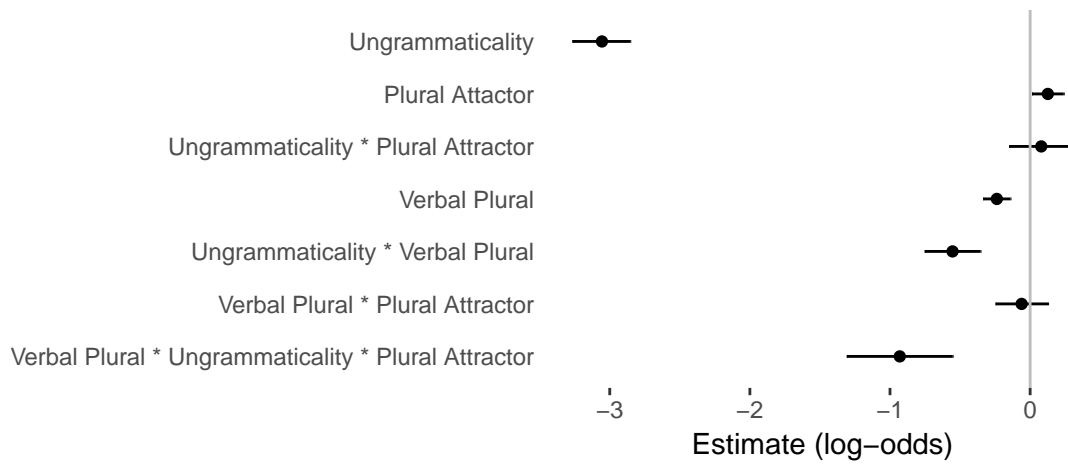 Ungrammaticality
Plural Attactor
Ungrammaticality * Plural Attractor
Verbal Plural
Ungrammaticality * Verbal Plural
Verbal Plural * Plural Attractor
Verbal Plural * Ungrammaticality * Plural Attractor
−3 −2 −1 0
Estimate (log−odds)